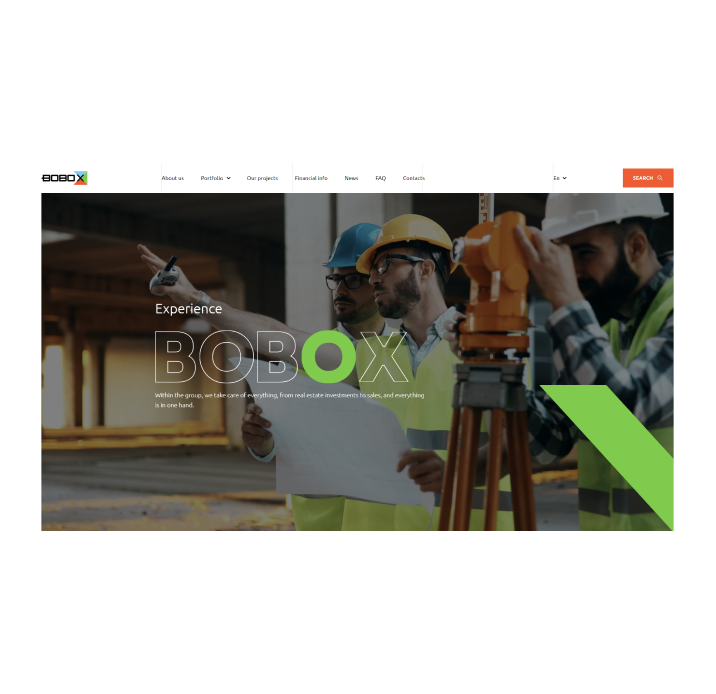 BOBOX
About us Portfolio Our projects Financial info News FAQ Contacts En SEARCH
Experience
BOBOX
Within the group, we take care of everything, from real estate investments to sales, and everything
is in one hand.